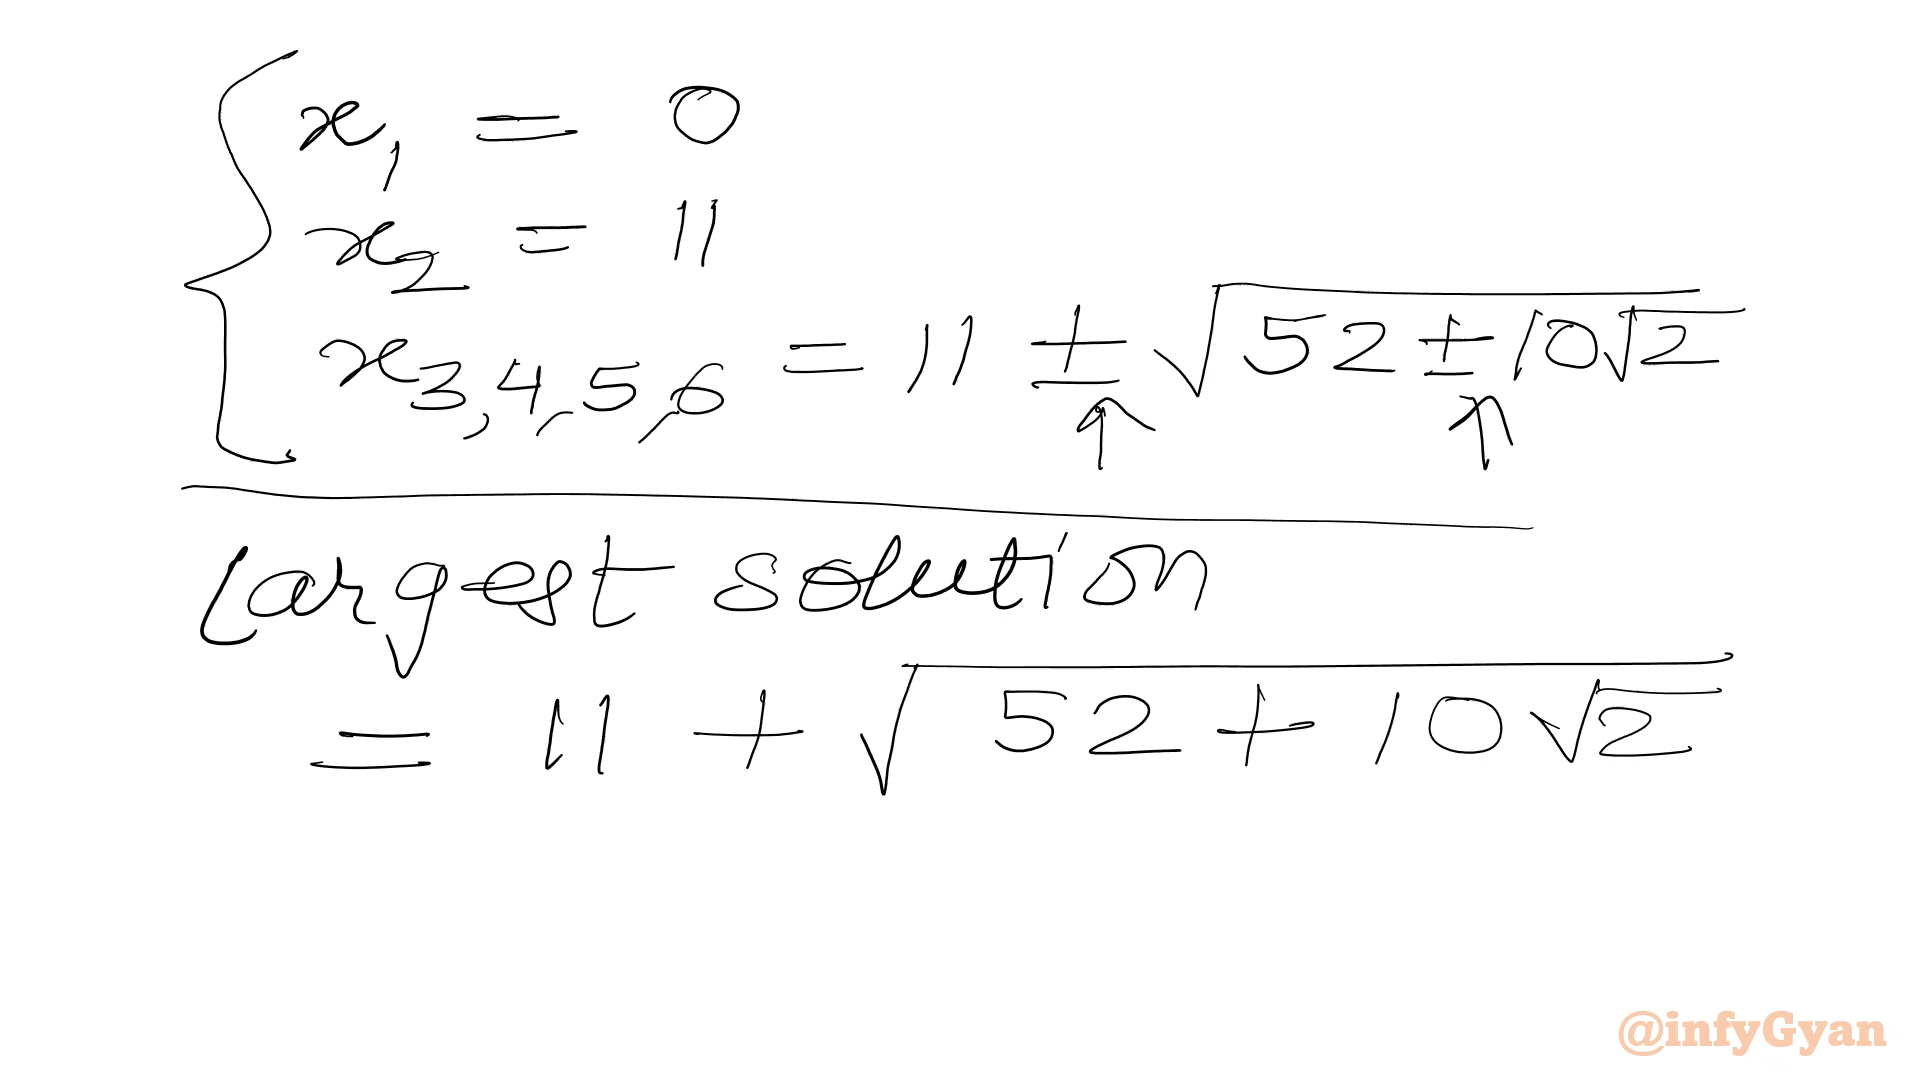 x₁ = 0
x₂ = 11
x₃,₄,₅,₆ = 11 ± √(52 ± 10√2)
Largest solution
= 11 + √(52 + 10√2)
@infyGyan